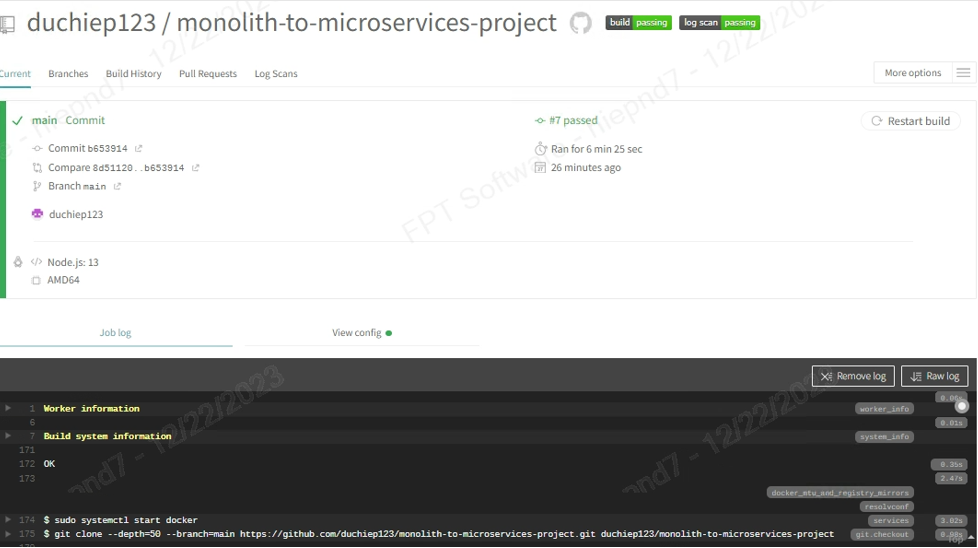 duchiep123 / monolith-to-microservices-project build passing log scan passing
Current Branches Build History Pull Requests Log Scans More options
main Commit #7 passed Restart build
Commit b653914 Ran for 6 min 25 sec
Compare 8d51120..b653914 26 minutes ago
Branch main
duchiep123
Node.js: 13
AMD64
Job log View config
Remove log Raw log
0.00s
1 Worker information worker_info
6 0.01s
7 Build system information system_info
171
172 OK 0.35s
173 2.47s
docker_mtu_and_registry_mirrors
resolvconf
174 $ sudo systemctl start docker services 3.02s
175 $ git clone --depth=50 --branch=main https://github.com/duchiep123/monolith-to-microservices-project.git duchiep123/monolith-to-microservices-project git.checkout
Top
FPT Software - hiepnd7 - 12/22/2023
hiepnd7 - 12/22/2023